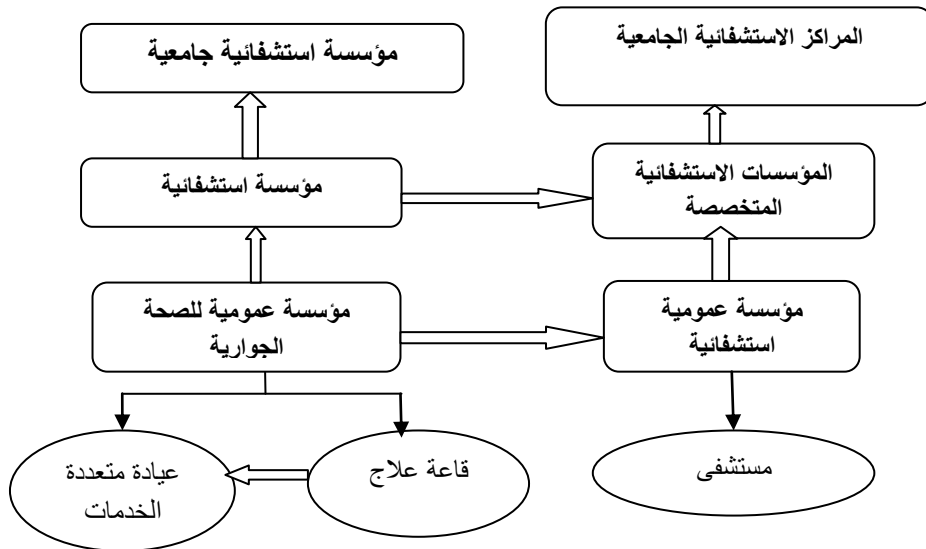 المراكز الاستشفائية الجامعية
مؤسسة استشفائية جامعية
المؤسسات الاستشفائية
المتخصصة
مؤسسة استشفائية
مؤسسة عمومية
استشفائية
مؤسسة عمومية للصحة
الجوارية
مستشفى
قاعة علاج
عيادة متعددة
الخدمات